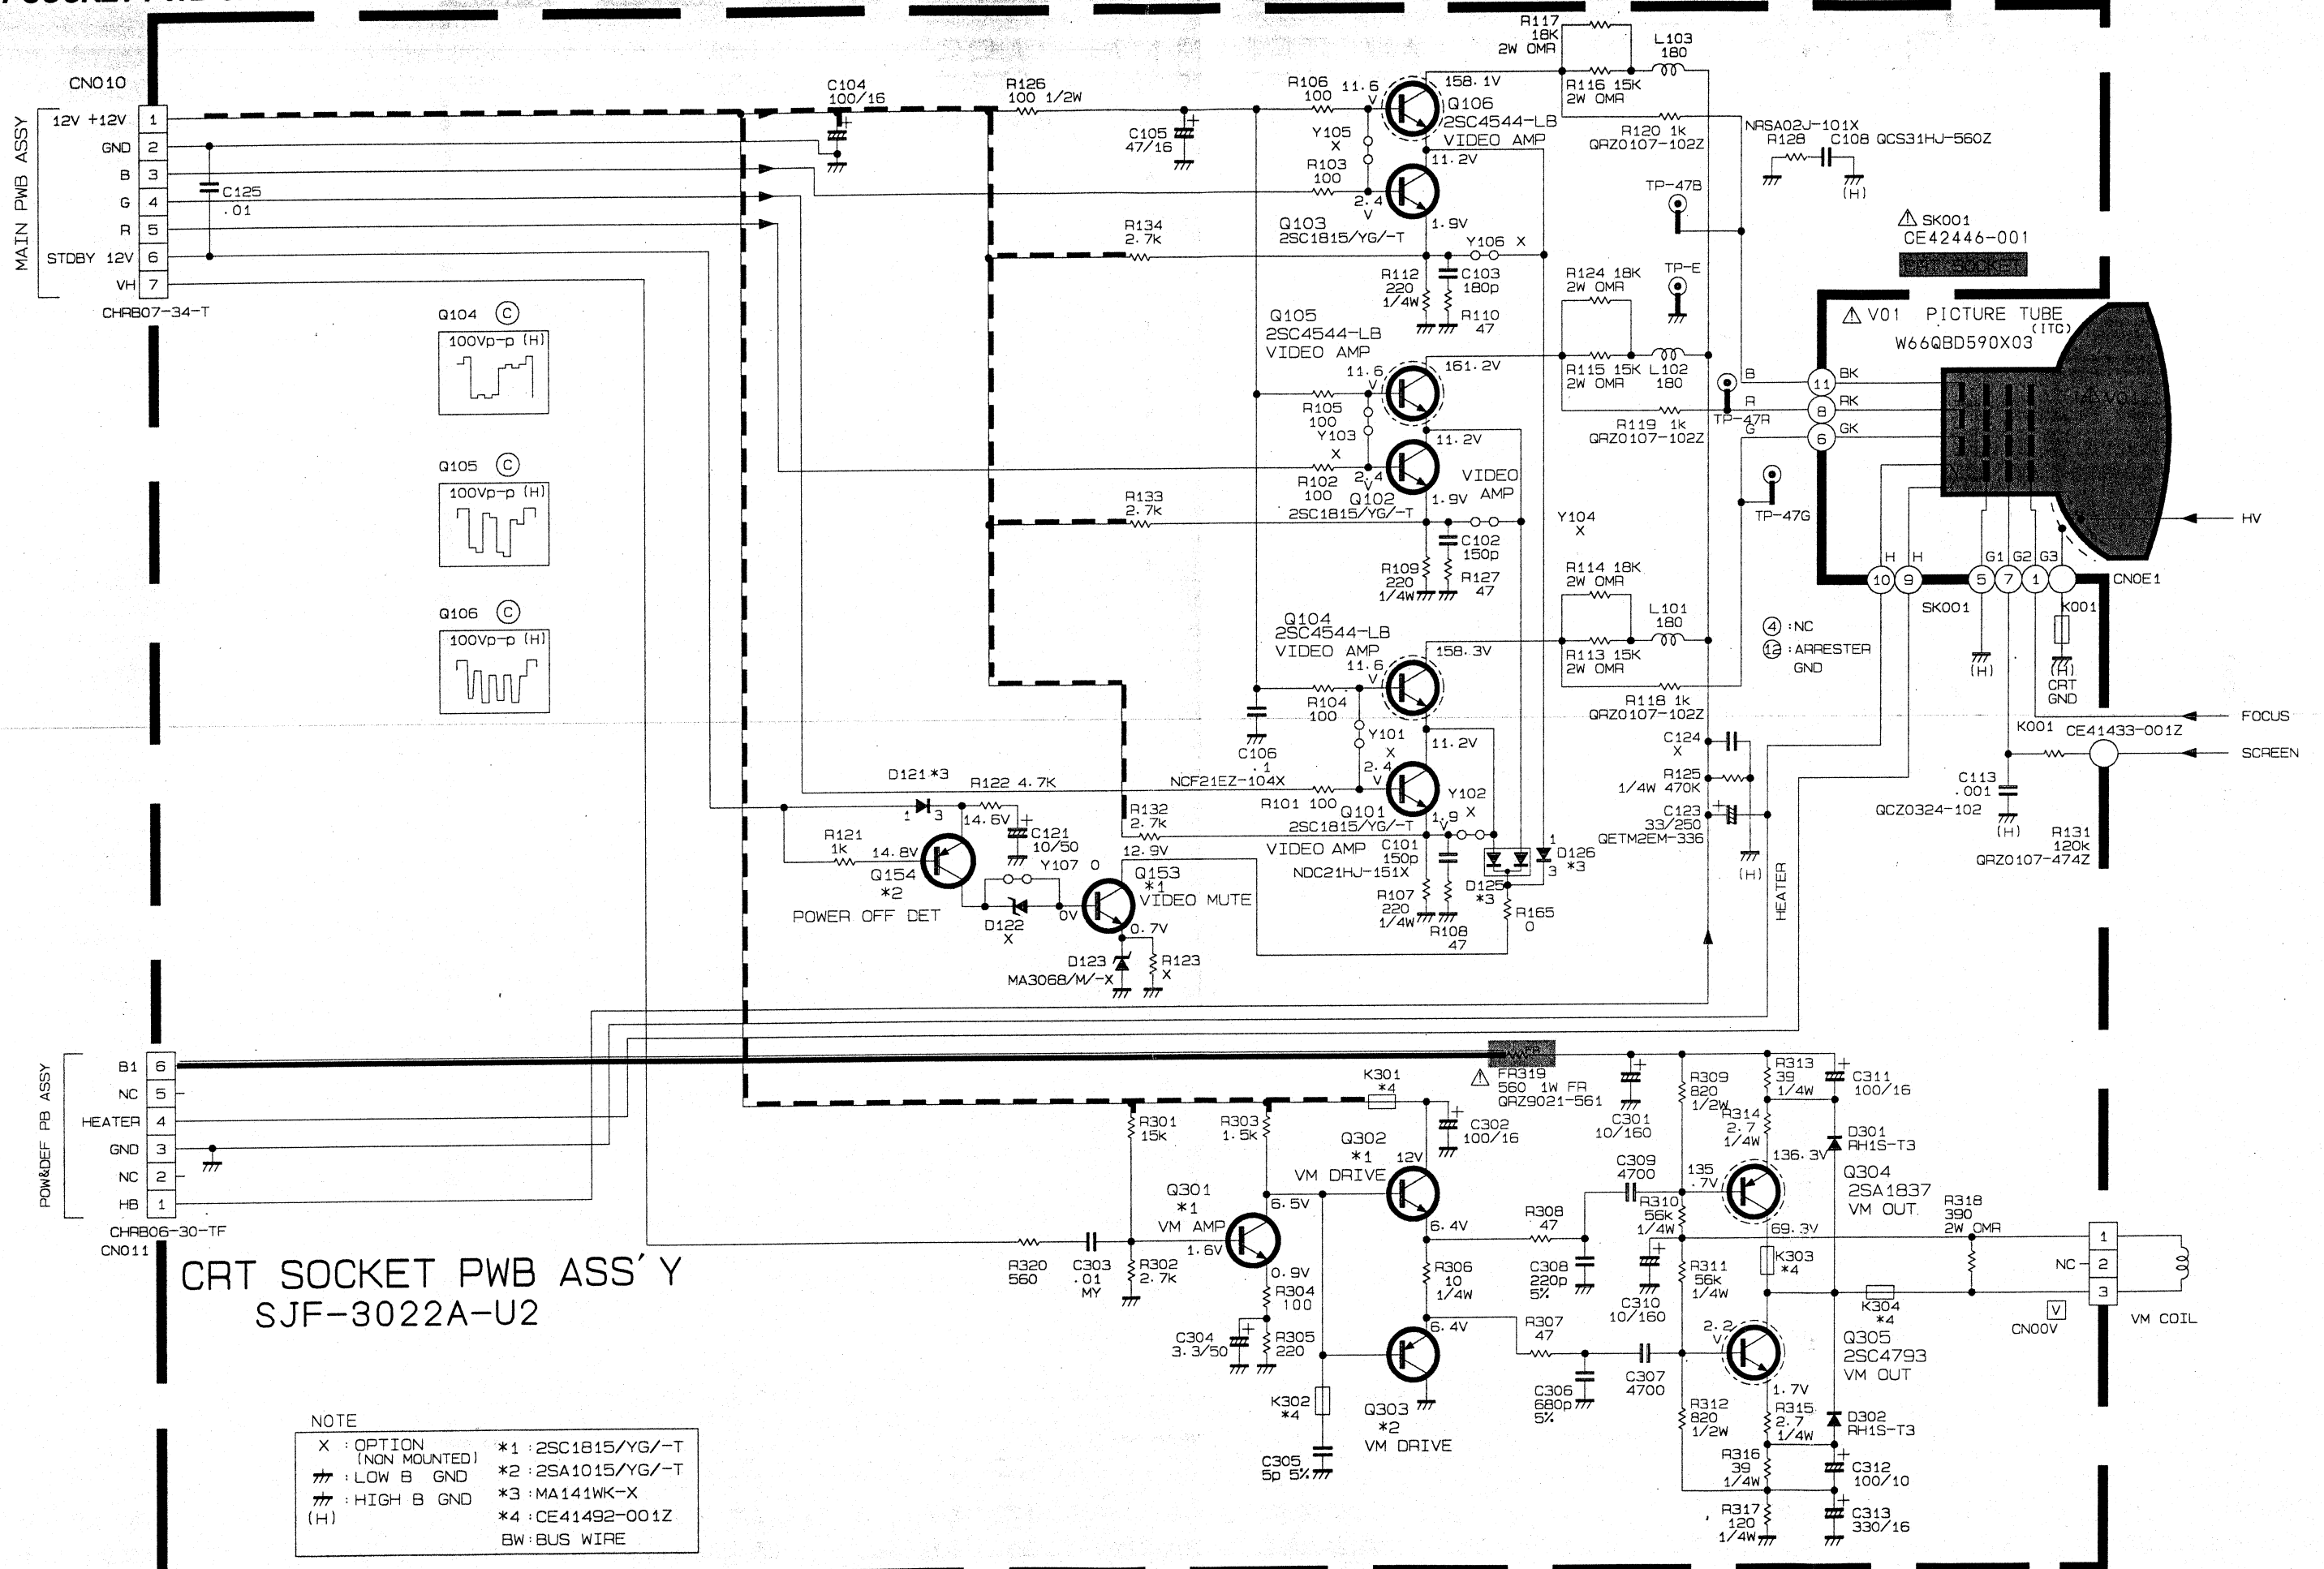 CN010
MAIN PWB ASSY
12V +12V 1
GND 2
B 3
G 4
R 5
STDBY 12V 6
VH 7
CHRB07-34-T
C125
.01
C104
100/16
R126
100 1/2W
C105
47/16
R106
100
11.6
V
Y105
X
R103
100
2.4
V
Q103
2SC1815/YG/-T
158.1V
Q106
2SC4544-LB
VIDEO AMP
11.2V
1.9V
Y106 X
R112
220
1/4W
C103
180p
R110
47
R117
18K
2W OMR
L103
180
R116 15K
2W OMR
R120 1k
QRZ0107-102Z
NRSA02J-101X
R128
C108 QCS31HJ-560Z
(H)
TP-47B
TP-E
SK001
CE42446-001
CRT SOCKET
V01 PICTURE TUBE
(ITC)
W66QBD590X03
R134
2.7k
Q104 C
100Vp-p (H)
Q105 C
100Vp-p (H)
Q106 C
100Vp-p (H)
Q105
2SC4544-LB
VIDEO AMP
11.6
V
161.2V
R105
100
Y103
X
11.2V
R102
100
2.4
V
Q102
2SC1815/YG/-T
1.9V
VIDEO
AMP
R133
2.7k
C102
150p
R109
220
1/4W
R127
47
Y104
X
R124 18K
2W OMR
R115 15K
2W OMR
L102
180
R119 1k
QRZ0107-102Z
B
R
TP-47R
G
TP-47G
11 BK
8 RK
6 GK
HV
H H G1 G2 G3
10 9 5 7 1
CN0E1
SK001
K001
(H)
(H)
CRT
GND
4 :NC
12 :ARRESTER
GND
FOCUS
K001 CE41433-001Z
SCREEN
C113
.001
QCZ0324-102
(H)
R131
120k
QRZ0107-474Z
Q104
2SC4544-LB
VIDEO AMP
11.6
V
158.3V
R114 18K
2W OMR
L101
180
R113 15K
2W OMR
R118 1k
QRZ0107-102Z
R104
100
C106
.1
NCF21EZ-104X
Y101
X
11.2V
2.4
V
R101 100
Q101
2SC1815/YG/-T
VIDEO AMP
1.9
V
Y102
X
C101
150p
NDC21HJ-151X
R107
220
1/4W
R108
47
D125
*3
1
D126
*3
3
R165
0
C124
X
R125
1/4W 470K
C123
33/250
QETM2EM-336
(H)
HEATER
D121 *3
1 3
R122 4.7K
14.6V
C121
10/50
R121
1k
14.8V
Q154
*2
POWER OFF DET
Y107 0
D122
X
0V
R132
2.7k
12.9V
Q153
*1
VIDEO MUTE
0.7V
D123
MA3068/M/-X
R123
X
POW&DEF PB ASSY
B1 6
NC 5
HEATER 4
GND 3
NC 2
HB 1
CHRB06-30-TF
CN011
CRT SOCKET PWB ASS'Y
SJF-3022A-U2
FR
FR319
560 1W FR
QRZ9021-561
K301
*4
R301
15k
R303
1.5k
C302
100/16
Q302
*1
VM DRIVE
12V
Q301
*1
VM AMP
1.6V
6.5V
0.9V
R320
560
C303
.01
MY
R302
2.7k
R304
100
C304
3.3/50
R305
220
K302
*4
C305
5p 5%
6.4V
R306
10
1/4W
6.4V
Q303
*2
VM DRIVE
R308
47
C308
220p
5%
R307
47
C306
680p
5%
C309
4700
C307
4700
C301
10/160
R309
820
1/2W
R310
56K
1/4W
C310
10/160
R311
56k
1/4W
R312
820
1/2W
R313
39
1/4W
R314
2.7
1/4W
C311
100/16
D301
RH1S-T3
136.3V
135
.7V
Q304
2SA1837
VM OUT
69.3V
K303
*4
K304
*4
R318
390
2W OMR
1
NC 2
3
V
CN00V
VM COIL
2.2
V
Q305
2SC4793
VM OUT
1.7V
R315
2.7
1/4W
D302
RH1S-T3
R316
39
1/4W
C312
100/10
R317
120
1/4W
C313
330/16
NOTE
X : OPTION
(NON MOUNTED)
: LOW B GND
: HIGH B GND
(H)
*1 : 2SC1815/YG/-T
*2 : 2SA1015/YG/-T
*3 : MA141WK-X
*4 : CE41492-001Z
BW : BUS WIRE